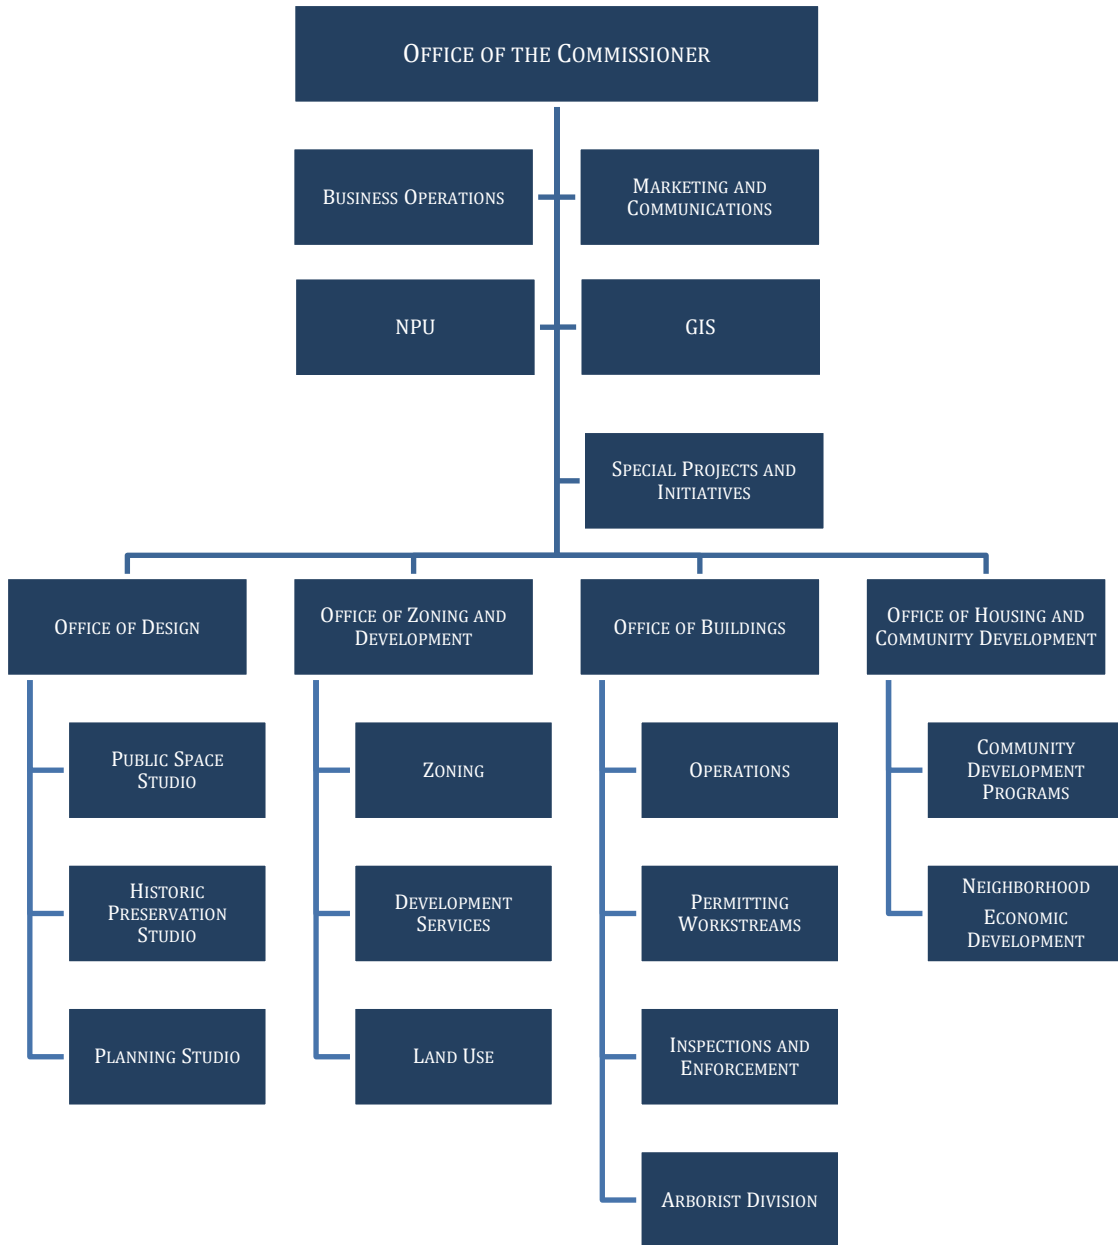 Office of the Commissioner
Business Operations
Marketing and
Communications
NPU
GIS
Special Projects and
Initiatives
Office of Design
Office of Zoning and
Development
Office of Buildings
Office of Housing and
Community Development
Public Space
Studio
Historic
Preservation
Studio
Planning Studio
Zoning
Development
Services
Land Use
Operations
Permitting
Workstreams
Inspections and
Enforcement
Arborist Division
Community
Development
Programs
Neighborhood
Economic
Development